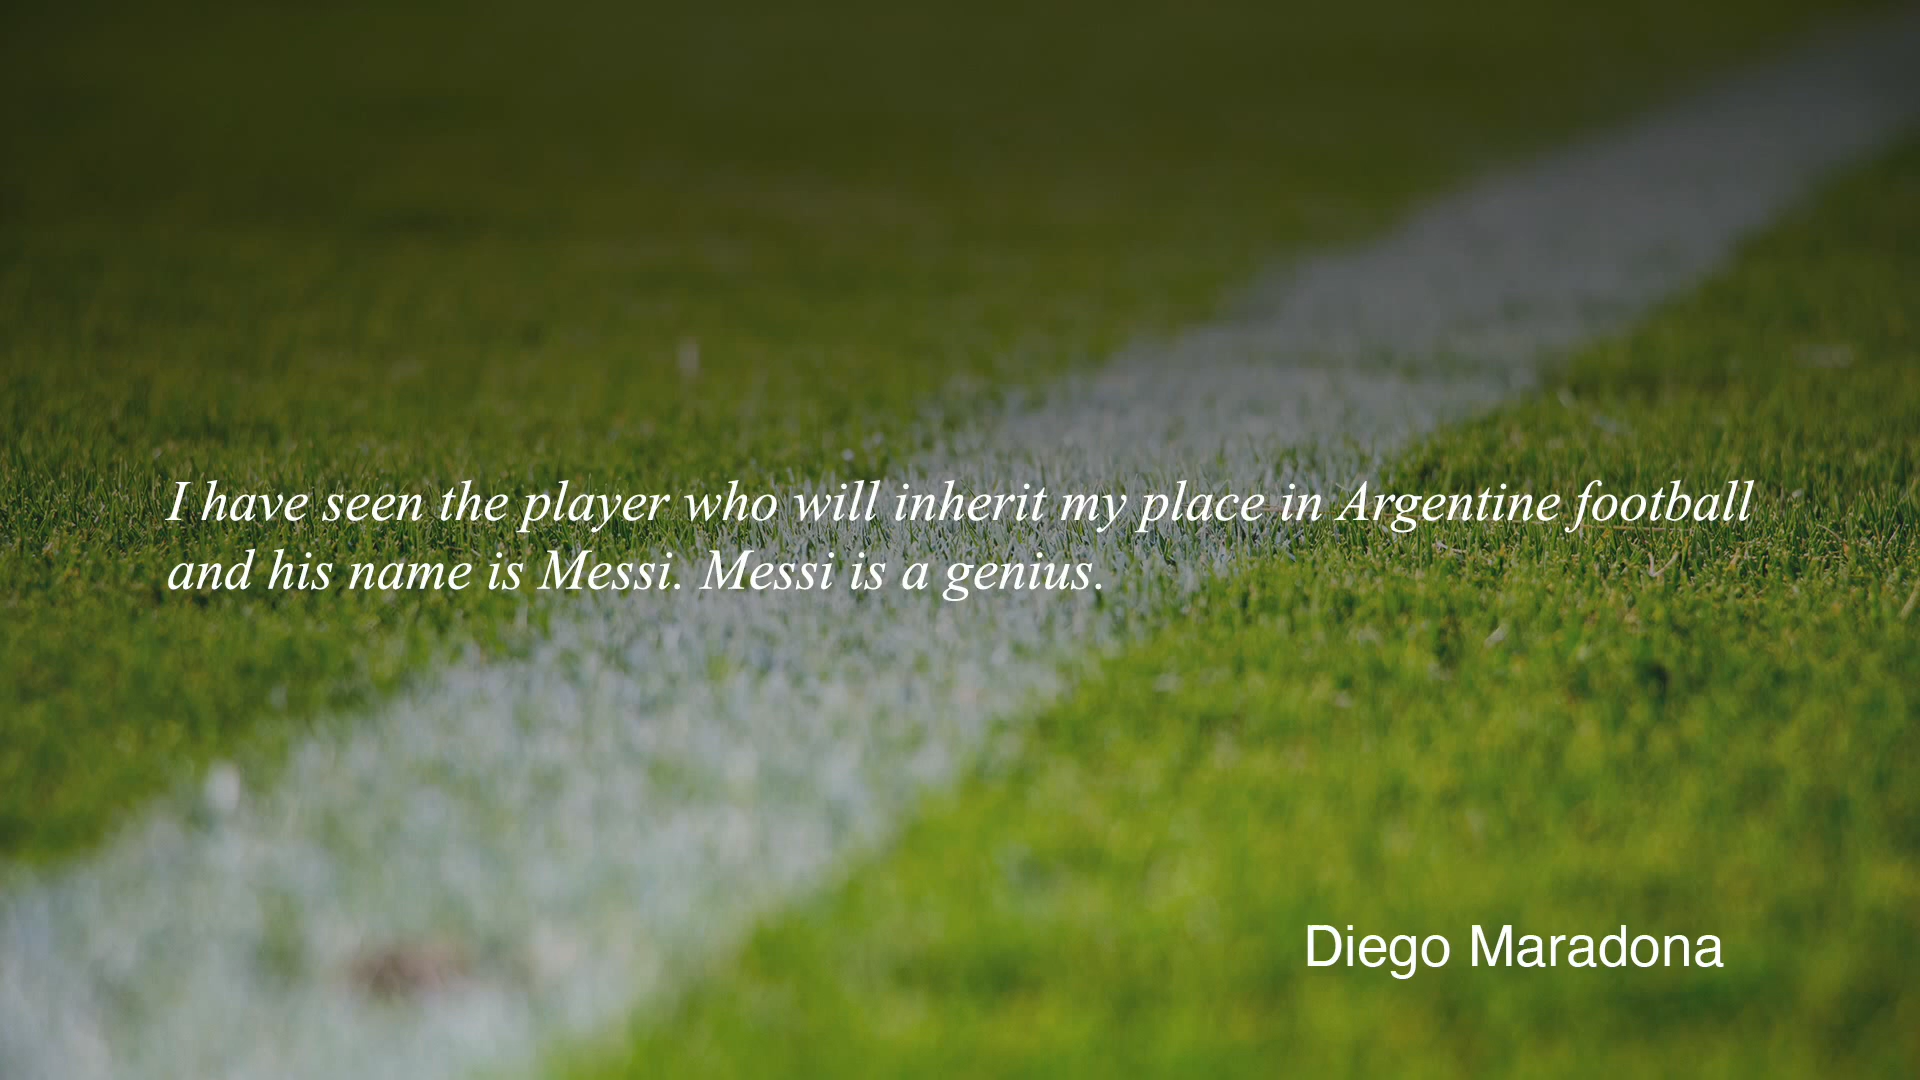 I have seen the player who will inherit my place in Argentine football
and his name is Messi. Messi is a genius.
Diego Maradona